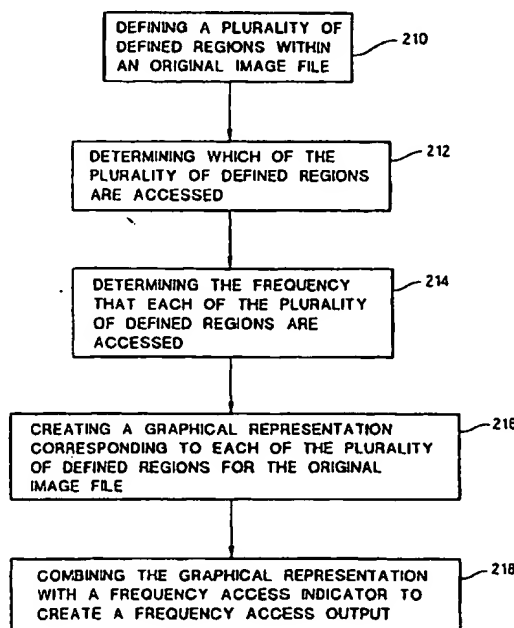 DEFINING A PLURALITY OF
DEFINED REGIONS WITHIN
AN ORIGINAL IMAGE FILE
210
DETERMINING WHICH OF THE
PLURALITY OF DEFINED REGIONS
ARE ACCESSED
212
DETERMINING THE FREQUENCY
THAT EACH OF THE PLURALITY
OF DEFINED REGIONS ARE
ACCESSED
214
CREATING A GRAPHICAL REPRESENTATION
CORRESPONDING TO EACH OF THE PLURALITY
OF DEFINED REGIONS FOR THE ORIGINAL
IMAGE FILE
216
COMBINING THE GRAPHICAL REPRESENTATION
WITH A FREQUENCY ACCESS INDICATOR TO
CREATE A FREQUENCY ACCESS OUTPUT
218